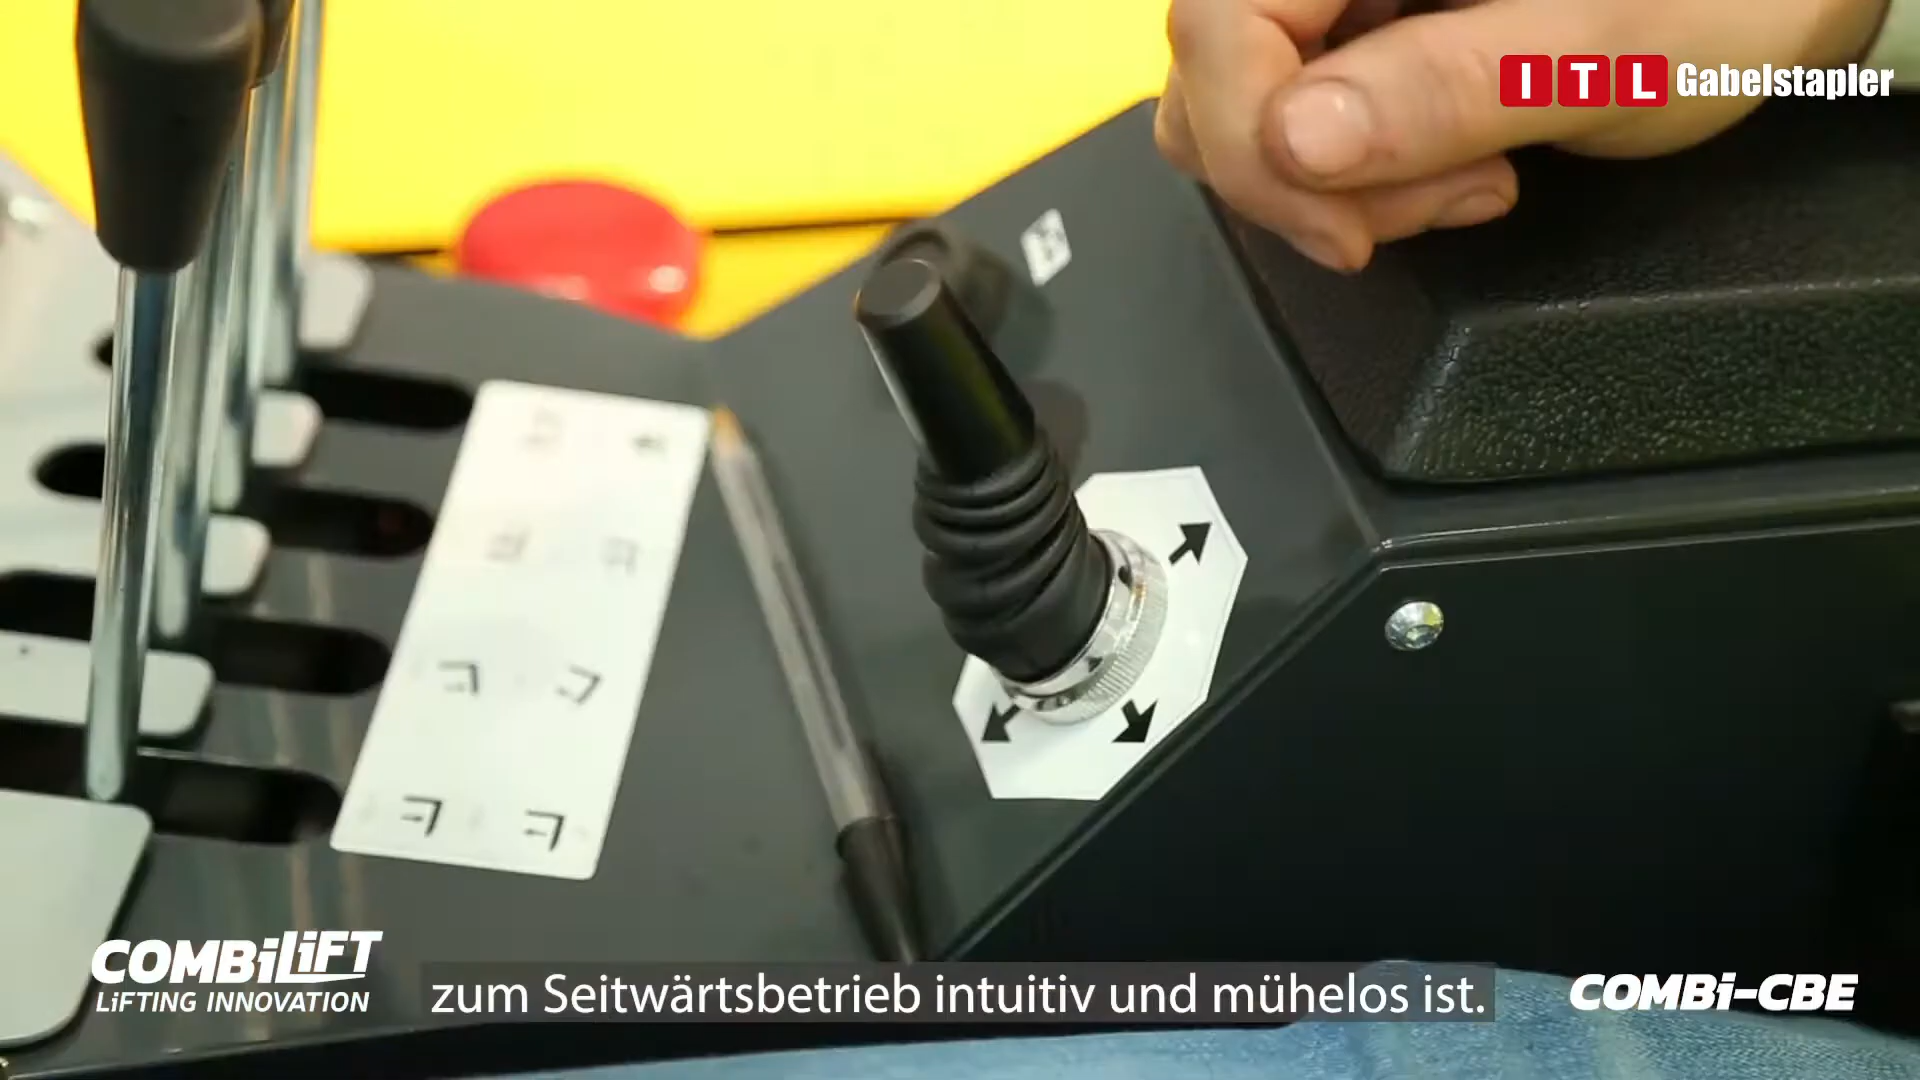 ITL Gabelstapler
COMBiLiFT
LiFTING INNOVATION
zum Seitwärtsbetrieb intuitiv und mühelos ist.
COMBi-CBE